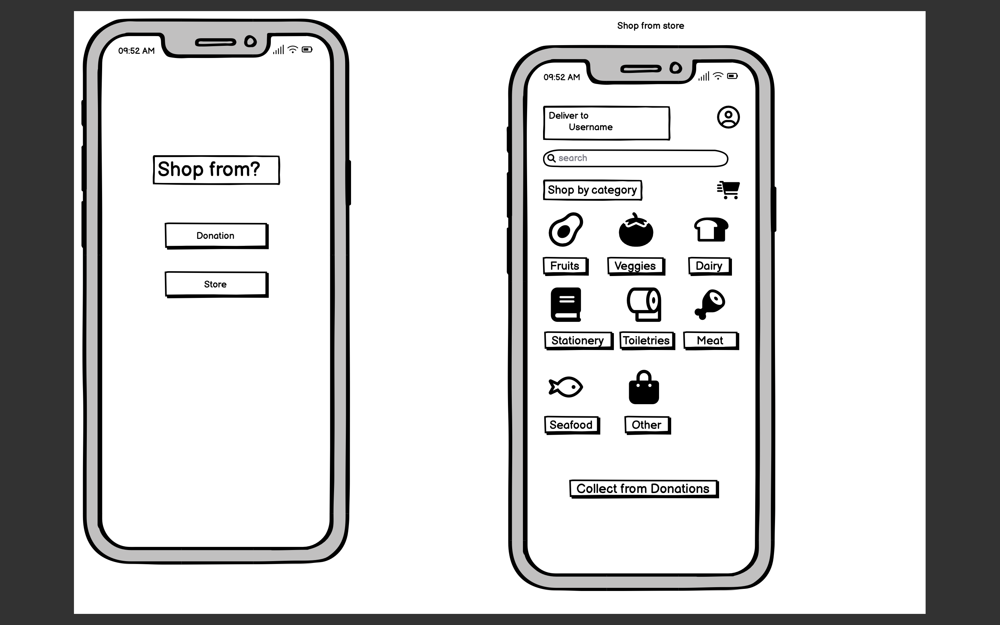 09:52 AM
Shop from?
Donation
Store
Shop from store
09:52 AM
Deliver to
Username
search
Shop by category
Fruits Veggies Dairy
Stationery Toiletries Meat
Seafood Other
Collect from Donations